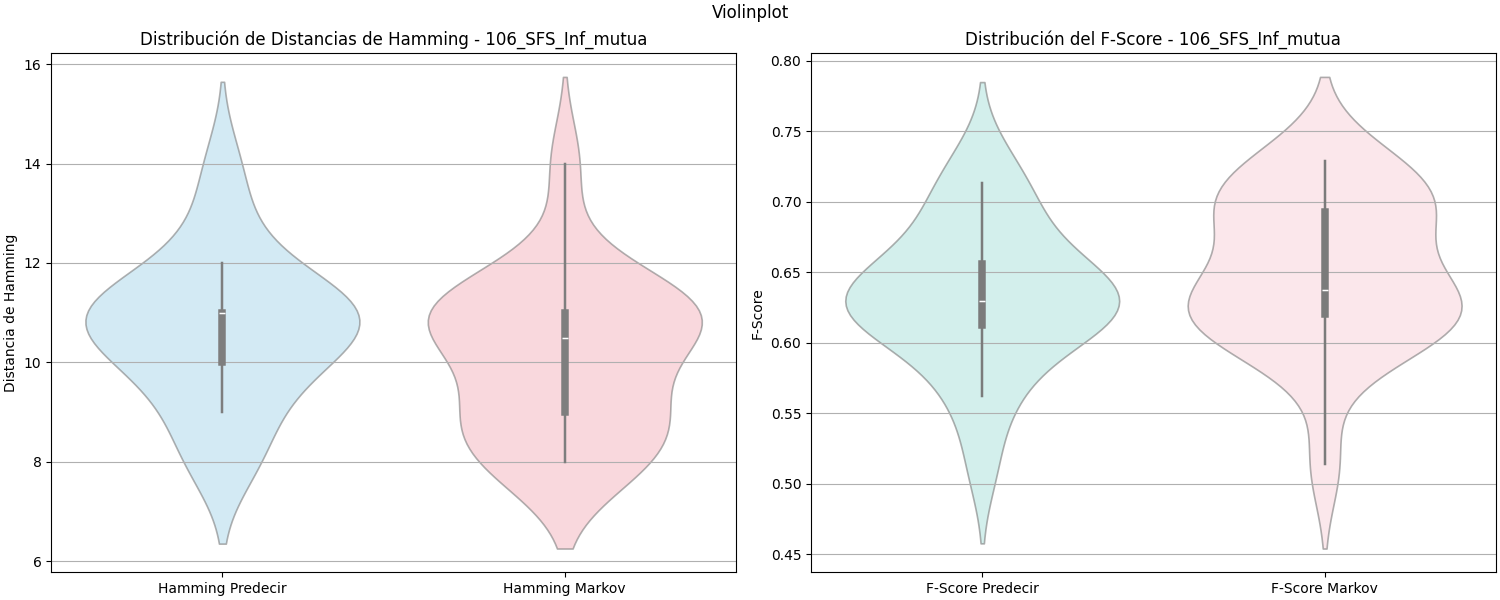 Violinplot
Distribución de Distancias de Hamming - 106_SFS_Inf_mutua
Distancia de Hamming
16
14
12
10
8
6
Hamming Predecir
Hamming Markov
Distribución del F-Score - 106_SFS_Inf_mutua
F-Score
0.80
0.75
0.70
0.65
0.60
0.55
0.50
0.45
F-Score Predecir
F-Score Markov